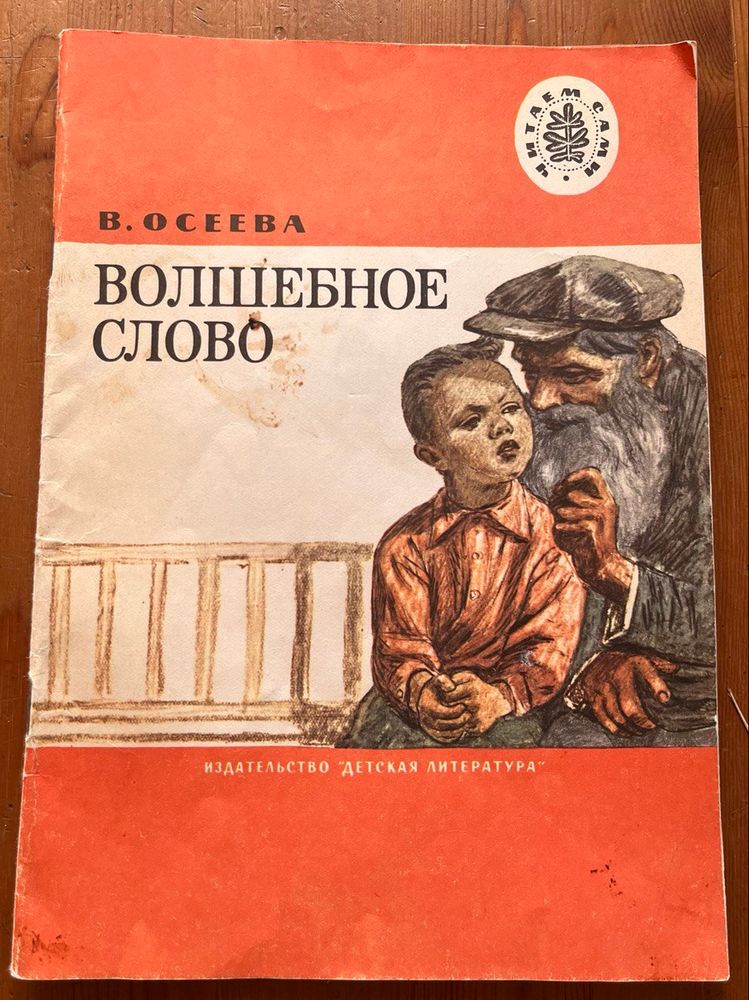 ЧИТАЕМ САМИ
В. ОСЕЕВА
ВОЛШЕБНОЕ
СЛОВО
ИЗДАТЕЛЬСТВО "ДЕТСКАЯ ЛИТЕРАТУРА"